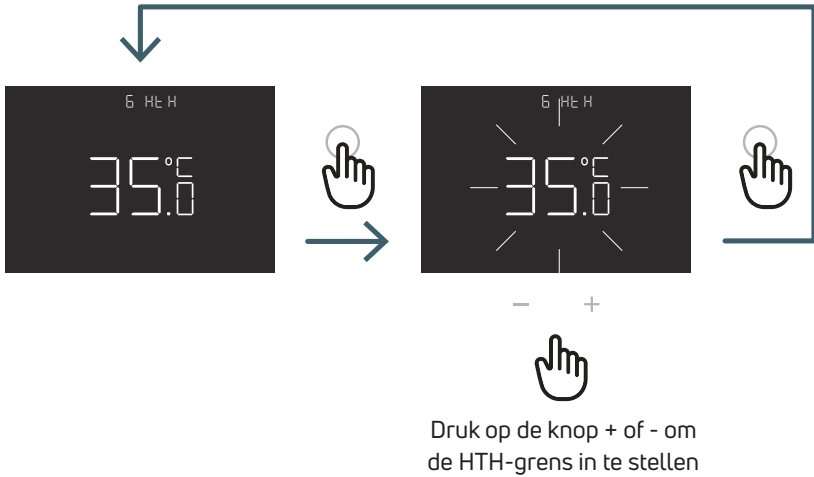 6 HtH
35.0°C
6 HtH
35.0°C
- +
Druk op de knop + of - om
de HTH-grens in te stellen